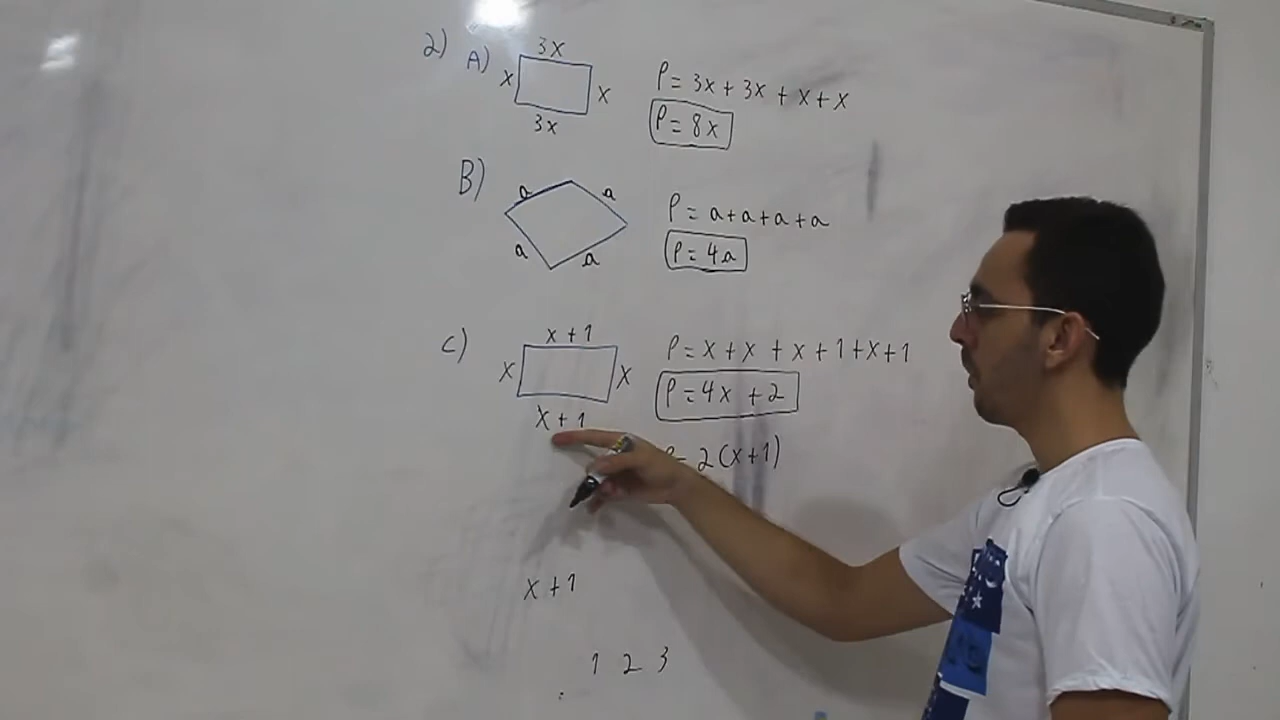 2) A) 3x
x x
3x
P = 3x + 3x + x + x
P = 8x
B) a a
a a
P = a + a + a + a
P = 4a
C) x + 1
x x
x + 1
P = x + x + x + 1 + x + 1
P = 4x + 2
P = 2(x+1)
x + 1
1 2 3